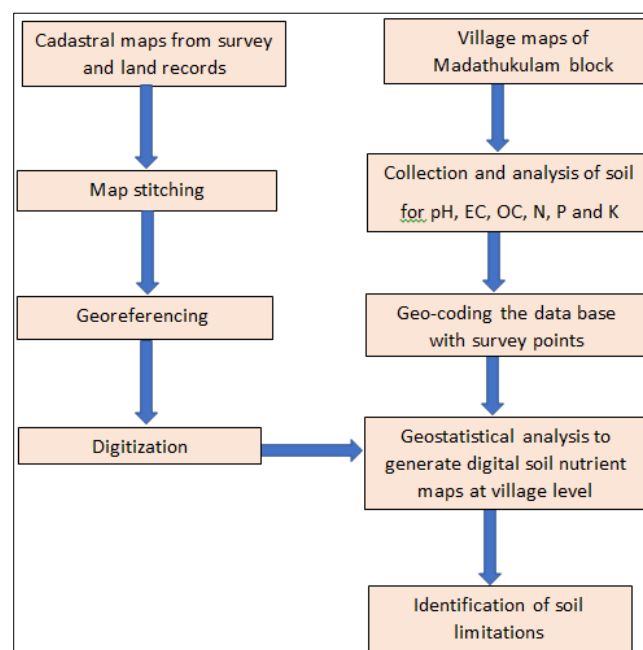 Cadastral maps from survey
and land records
Map stitching
Georeferencing
Digitization
Village maps of
Madathukulam block
Collection and analysis of soil
for pH, EC, OC, N, P and K
Geo-coding the data base
with survey points
Geostatistical analysis to
generate digital soil nutrient
maps at village level
Identification of soil
limitations